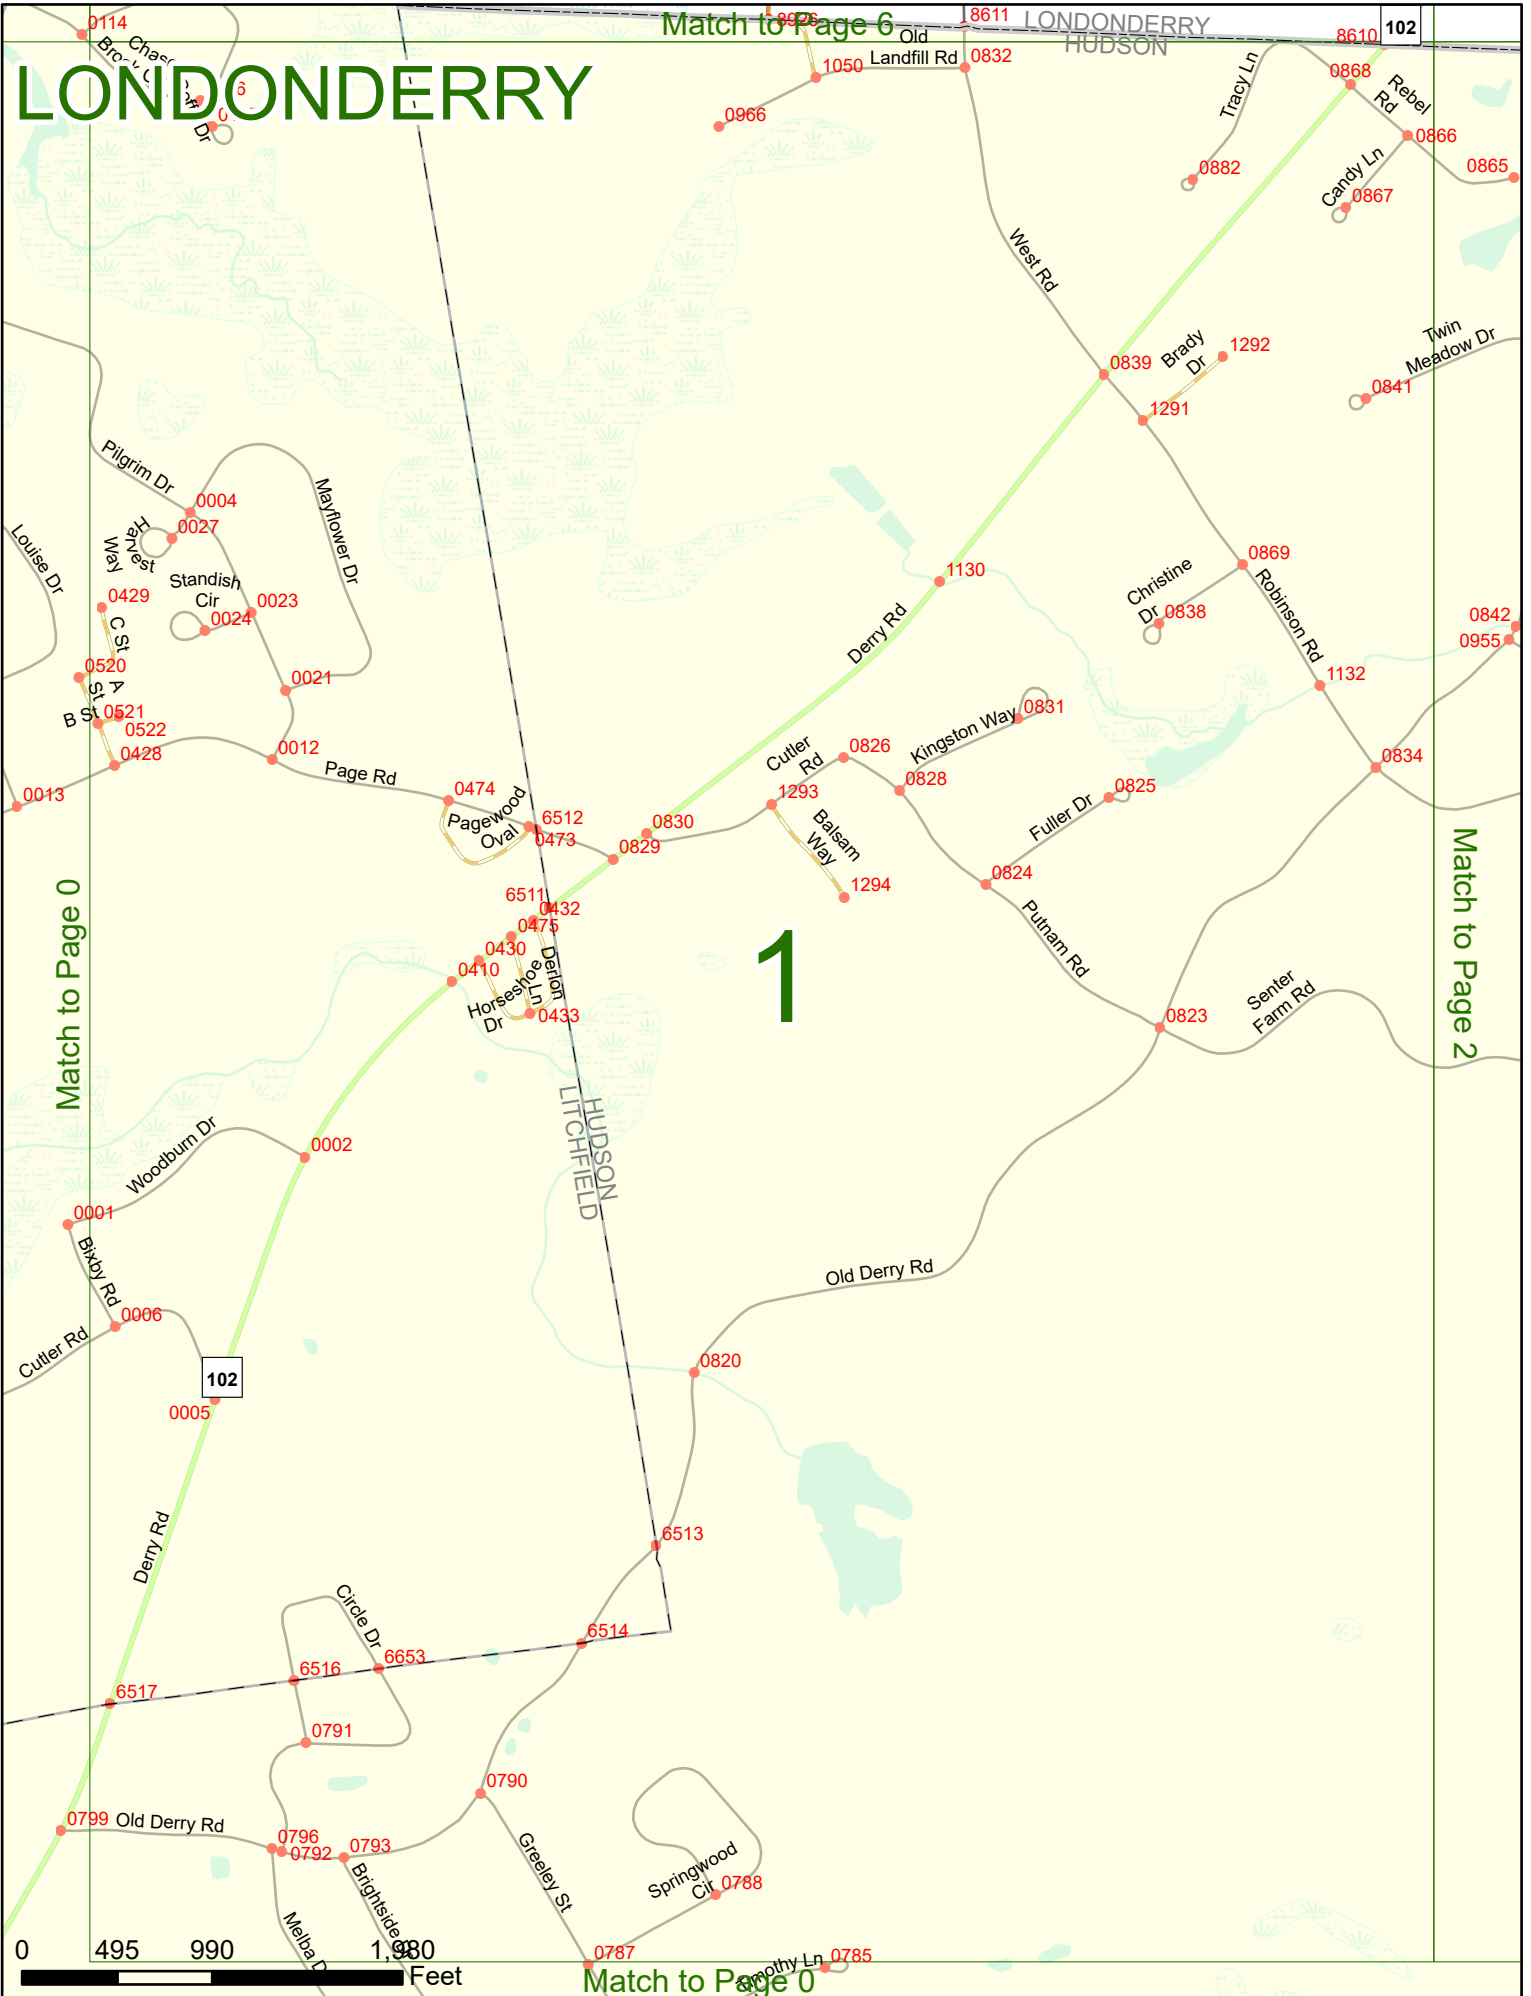 Match to Page 6
LONDONDERRY
HUDSON
LONDONDERRY
0114
8926
8611
8610
102
Old
Landfill Rd
1050
0832
0966
Tracy Ln
0868
Rebel
Rd
0866
0865
0882
Candy Ln
0867
West Rd
0839
Brady
Dr
1292
1291
Twin
Meadow Dr
0841
Pilgrim Dr
0004
0027
Harvest
Way
Mayflower Dr
Louise Dr
Standish
Cir
0023
0024
0429
C St
0520
A
St
B St
0521
0522
0428
0021
0012
0013
Page Rd
0474
Pagewood
Oval
6512
0473
0829
0830
1130
Derry Rd
0869
Christine
Dr
0838
Robinson Rd
1132
0842
0955
0834
Cutler
Rd
0826
1293
Balsam
Way
1294
Kingston Way
0831
0828
Fuller Dr
0825
0824
Putnam Rd
0823
Senter
Farm Rd
Match to Page 0
Match to Page 2
1
6511
0432
0475
0430
0410
Derlon
Ln
Horseshoe
Dr
0433
HUDSON
LITCHFIELD
Woodburn Dr
0002
0001
Bixby Rd
0006
Cutler Rd
102
0005
Old Derry Rd
0820
Derry Rd
6513
6514
Circle Dr
6653
6516
6517
0791
0790
0799
Old Derry Rd
0796
0792
0793
Greeley St
Springwood
Cir
0788
0787
0785
0
495
990
1,980
Feet
Match to Page 0